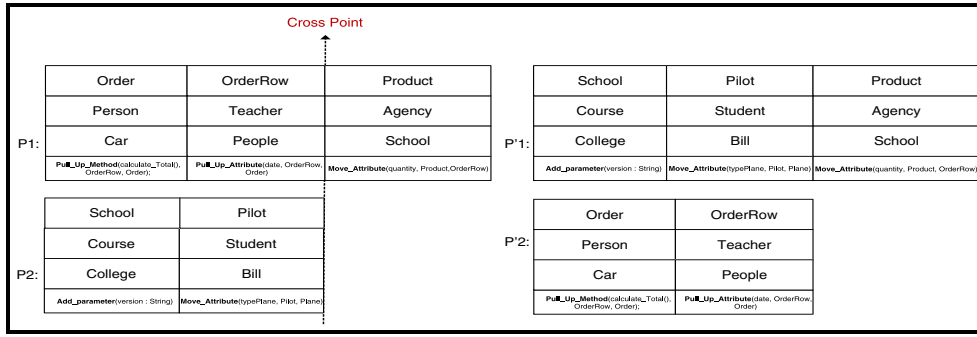 Cross Point
P1:
Order OrderRow Product
Person Teacher Agency
Car People School
Pull_Up_Method(calculate_Total(), OrderRow, Order); Pull_Up_Attribute(date, OrderRow, Order) Move_Attribute(quantity, Product,OrderRow)
P2:
School Pilot
Course Student
College Bill
Add_parameter(version : String) Move_Attribute(typePlane, Pilot, Plane)
P'1:
School Pilot Product
Course Student Agency
College Bill School
Add_parameter(version : String) Move_Attribute(typePlane, Pilot, Plane) Move_Attribute(quantity, Product, OrderRow)
P'2:
Order OrderRow
Person Teacher
Car People
Pull_Up_Method(calculate_Total(), OrderRow, Order); Pull_Up_Attribute(date, OrderRow, Order)